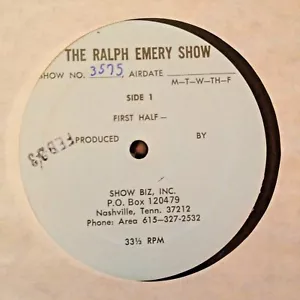 THE RALPH EMERY SHOW
SHOW NO. 3575 AIRDATE
M-T-W-TH-F
SIDE 1
FIRST HALF-
PRODUCED BY
SHOW BIZ, INC.
P.O. Box 120479
Nashville, Tenn. 37212
Phone: Area 615-327-2532
33⅓ RPM